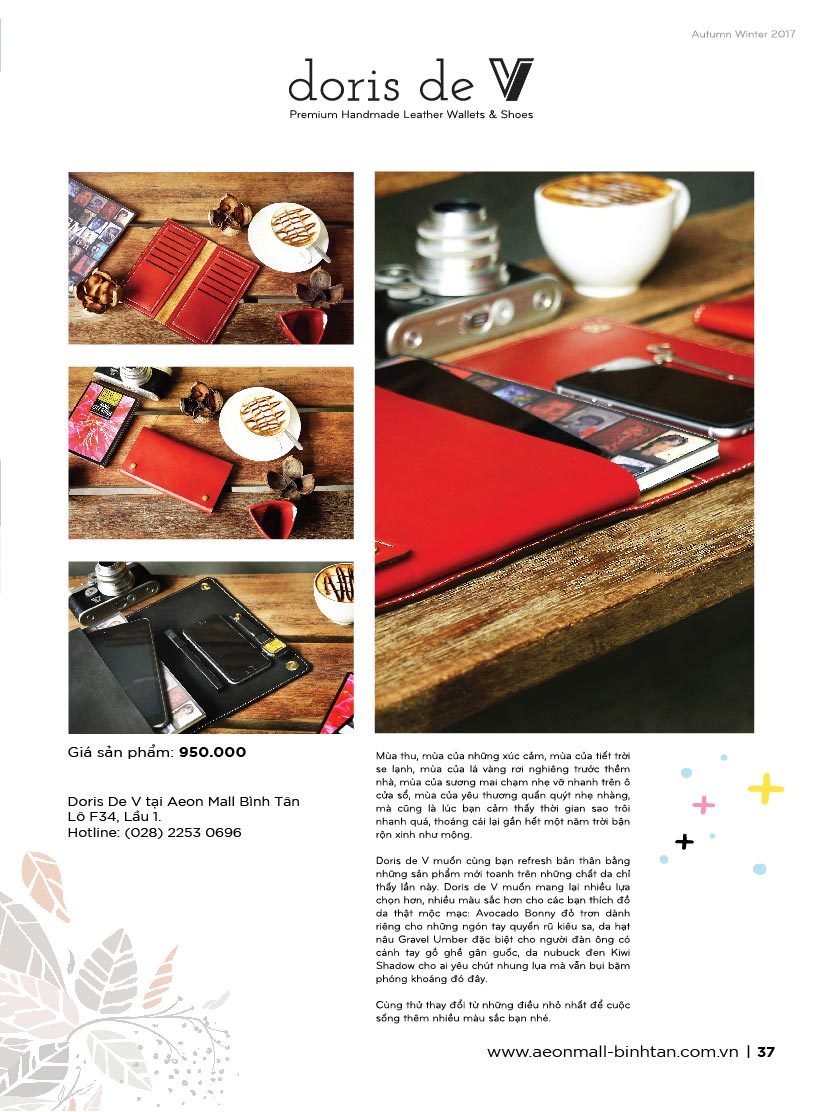 Autumn Winter 2017
doris de V
Premium Handmade Leather Wallets & Shoes
Giá sản phẩm: 950.000
Doris De V tại Aeon Mall Bình Tân
Lô F34, Lầu 1.
Hotline: (028) 2253 0696
Mùa thu, mùa của những xúc cảm, mùa của tiết trời
se lạnh, mùa của lá vàng rơi nghiêng trước thềm
nhà, mùa của sương mai chạm nhẹ vỡ nhanh trên ô
cửa sổ, mùa của yêu thương quấn quýt nhẹ nhàng,
mà cũng là lúc bạn cảm thấy thời gian sao trôi
nhanh quá, thoáng cái lại gần hết một năm trời bận
rộn xinh như mộng.
Doris de V muốn cùng bạn refresh bản thân bằng
những sản phẩm mới toanh trên những chất da chỉ
thấy lần này. Doris de V muốn mang lại nhiều lựa
chọn hơn, nhiều màu sắc hơn cho các bạn thích đồ
da thật mộc mạc: Avocado Bonny đỏ trơn dành
riêng cho những ngón tay quyến rũ kiêu sa, da hạt
nâu Gravel Umber đặc biệt cho người đàn ông có
cánh tay gồ ghề gân guốc, da nubuck đen Kiwi
Shadow cho ai yêu chút nhung lụa mà vẫn bụi bặm
phóng khoáng đó đây.
Cùng thử thay đổi từ những điều nhỏ nhất để cuộc
sống thêm nhiều màu sắc bạn nhé.
www.aeonmall-binhtan.com.vn | 37